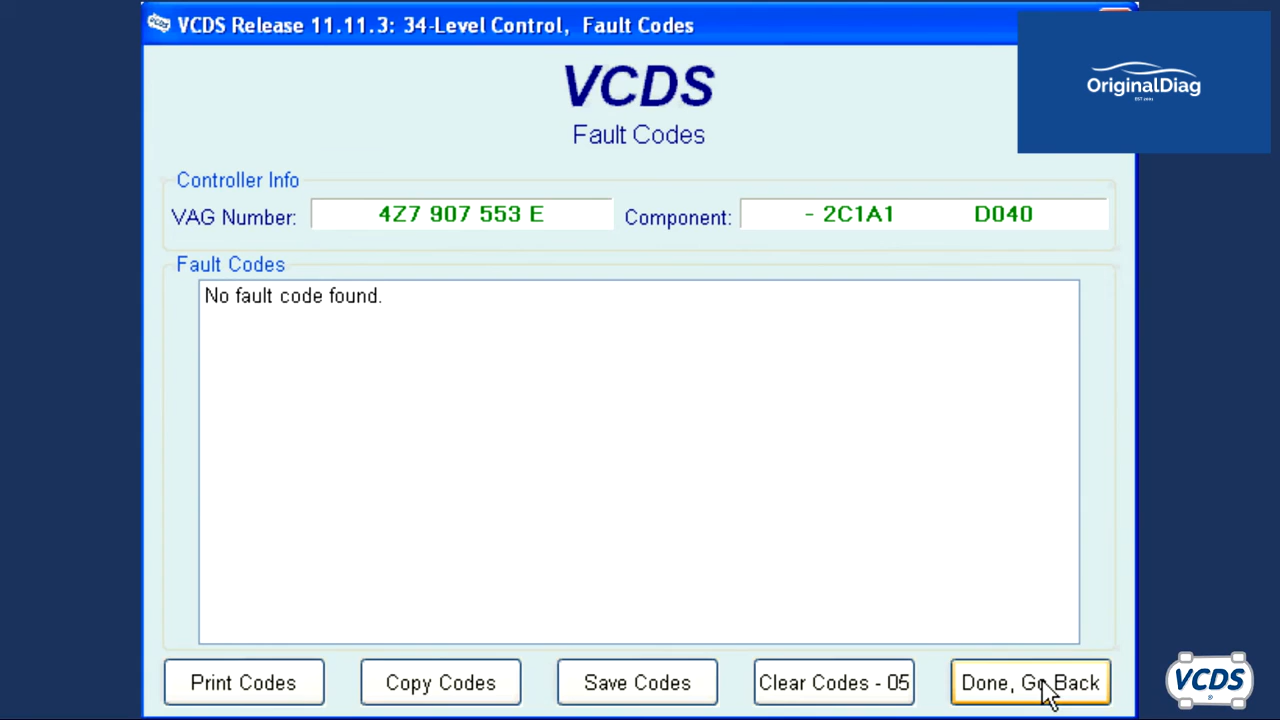 VCDS Release 11.11.3: 34-Level Control,  Fault Codes
OriginalDiag
EST 2001
VCDS
Fault Codes
Controller Info
VAG Number: 4Z7 907 553 E Component: - 2C1A1 D040
Fault Codes
No fault code found.
Print Codes Copy Codes Save Codes Clear Codes - 05 Done, Go Back
VCDS